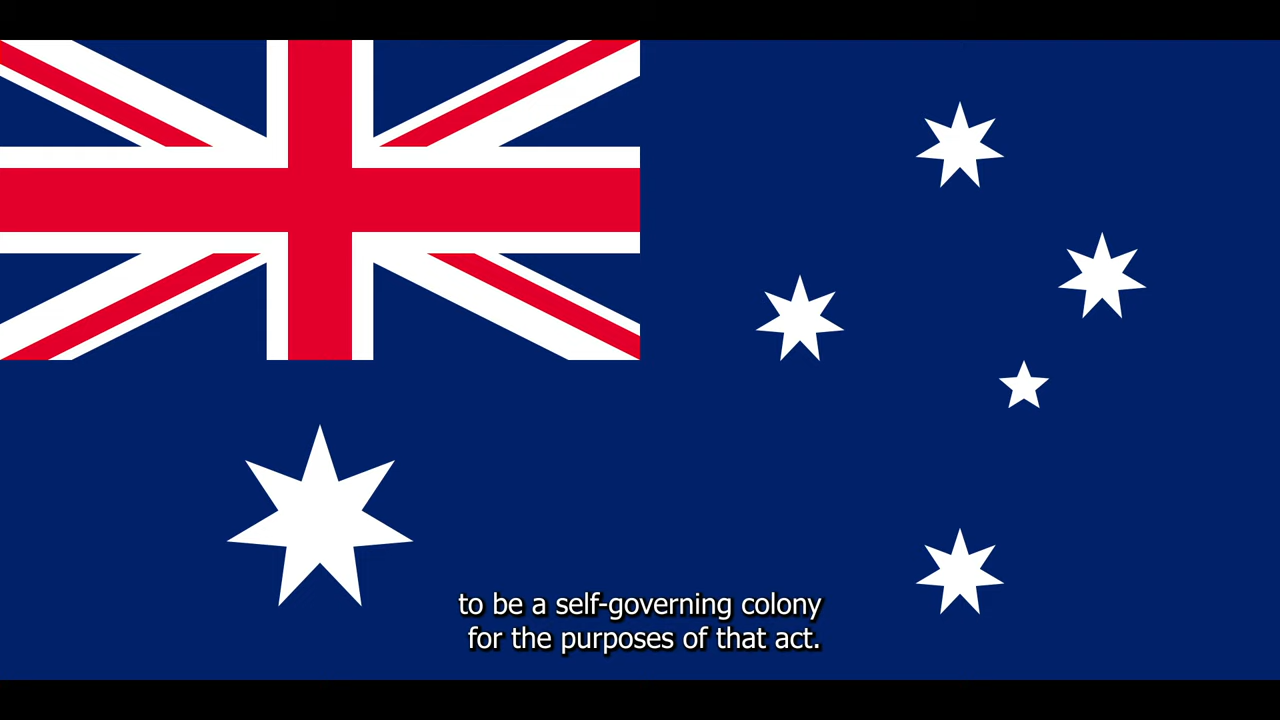 to be a self-governing colony
for the purposes of that act.